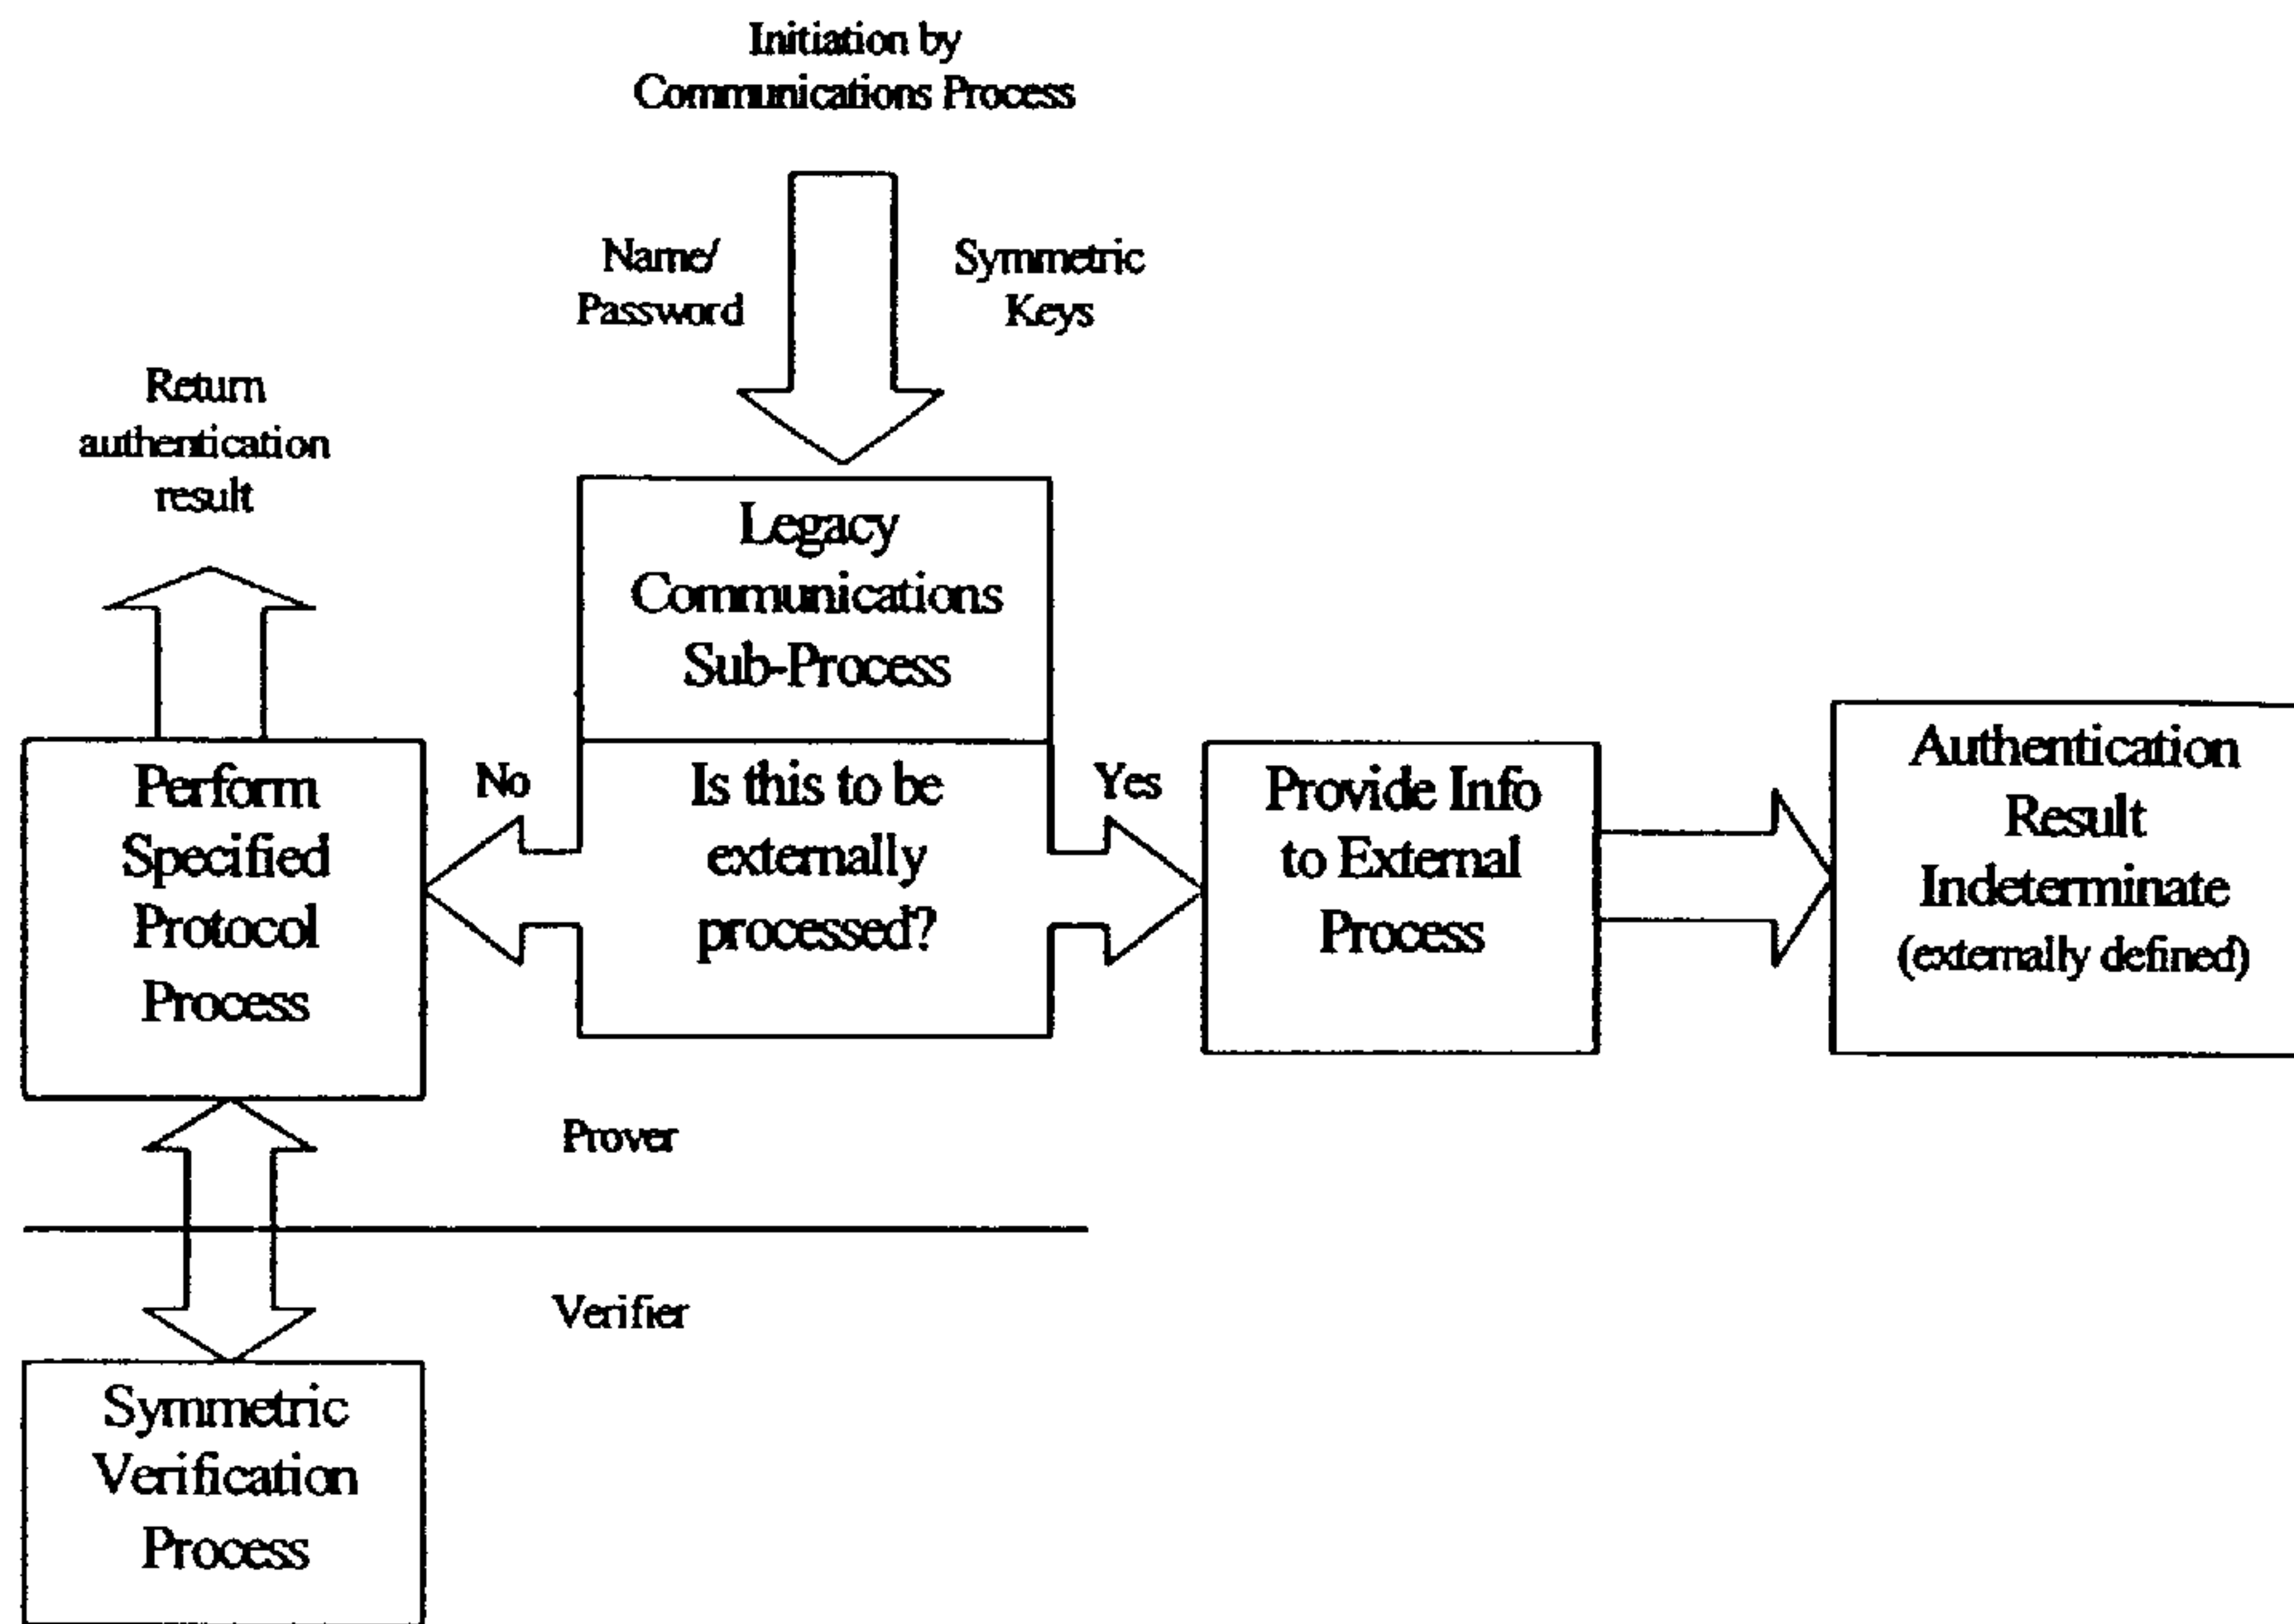 Initiation by
Communications Process
Name/
Password
Symmetric
Keys
Return
authentication
result
Legacy
Communications
Sub-Process
Perform
Specified
Protocol
Process
No
Is this to be
externally
processed?
Yes
Provide Info
to External
Process
Authentication
Result
Indeterminate
(externally defined)
Prover
Verifier
Symmetric
Verification
Process